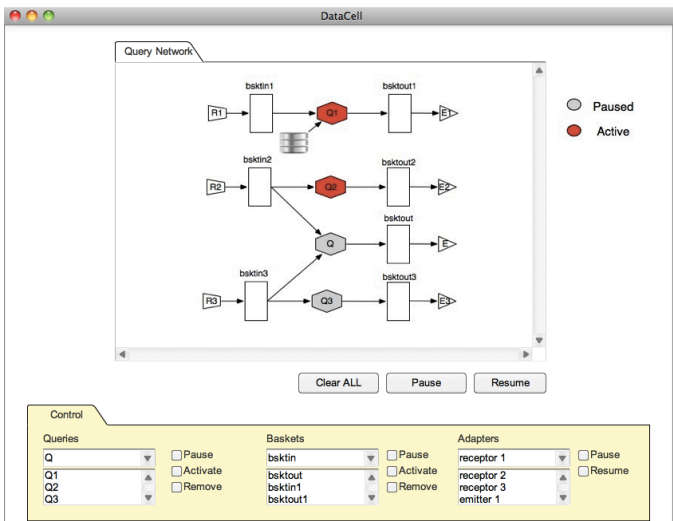 DataCell
Query Network
bsktin1
bsktout1
R1
Q1
E1
Paused
Active
bsktin2
bsktout2
R2
Q2
E2
bsktout
Q
E
bsktin3
bsktout3
R3
Q3
E3
Clear ALL
Pause
Resume
Control
Queries
Baskets
Adapters
Q
Pause
bsktin
Pause
receptor 1
Pause
Q1
Activate
bsktout
Activate
receptor 2
Resume
Q2
Remove
bsktin1
Remove
receptor 3
Q3
bsktout1
emitter 1